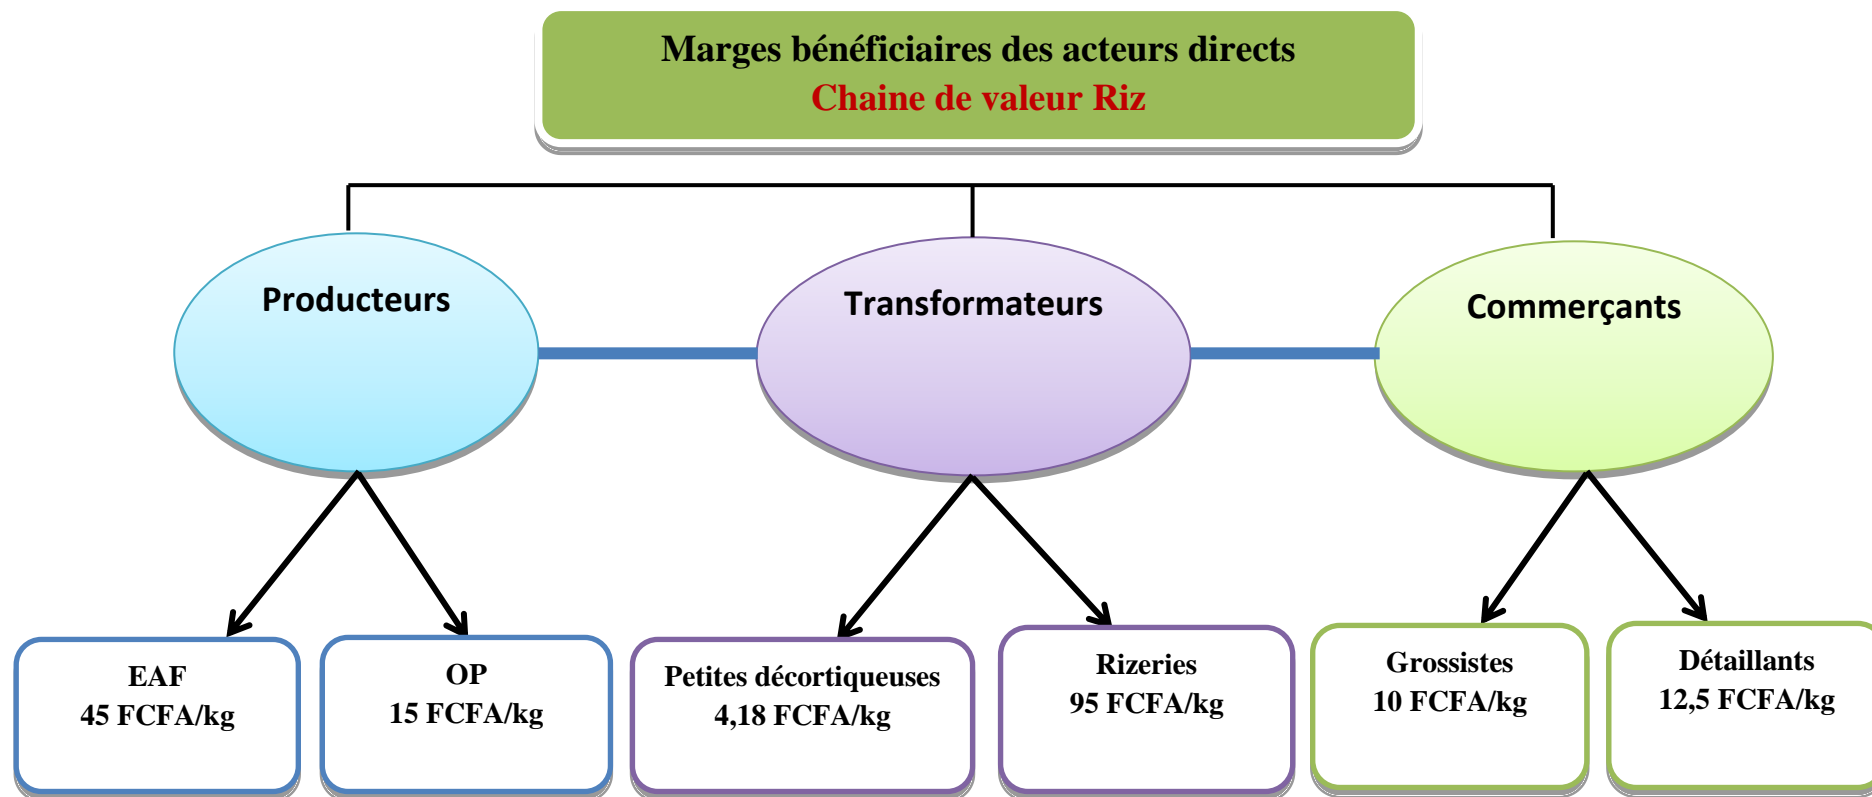 Marges bénéficiaires des acteurs directs
Chaine de valeur Riz
Producteurs
Transformateurs
Commerçants
EAF
45 FCFA/kg
OP
15 FCFA/kg
Petites décortiqueuses
4,18 FCFA/kg
Rizeries
95 FCFA/kg
Grossistes
10 FCFA/kg
Détaillants
12,5 FCFA/kg